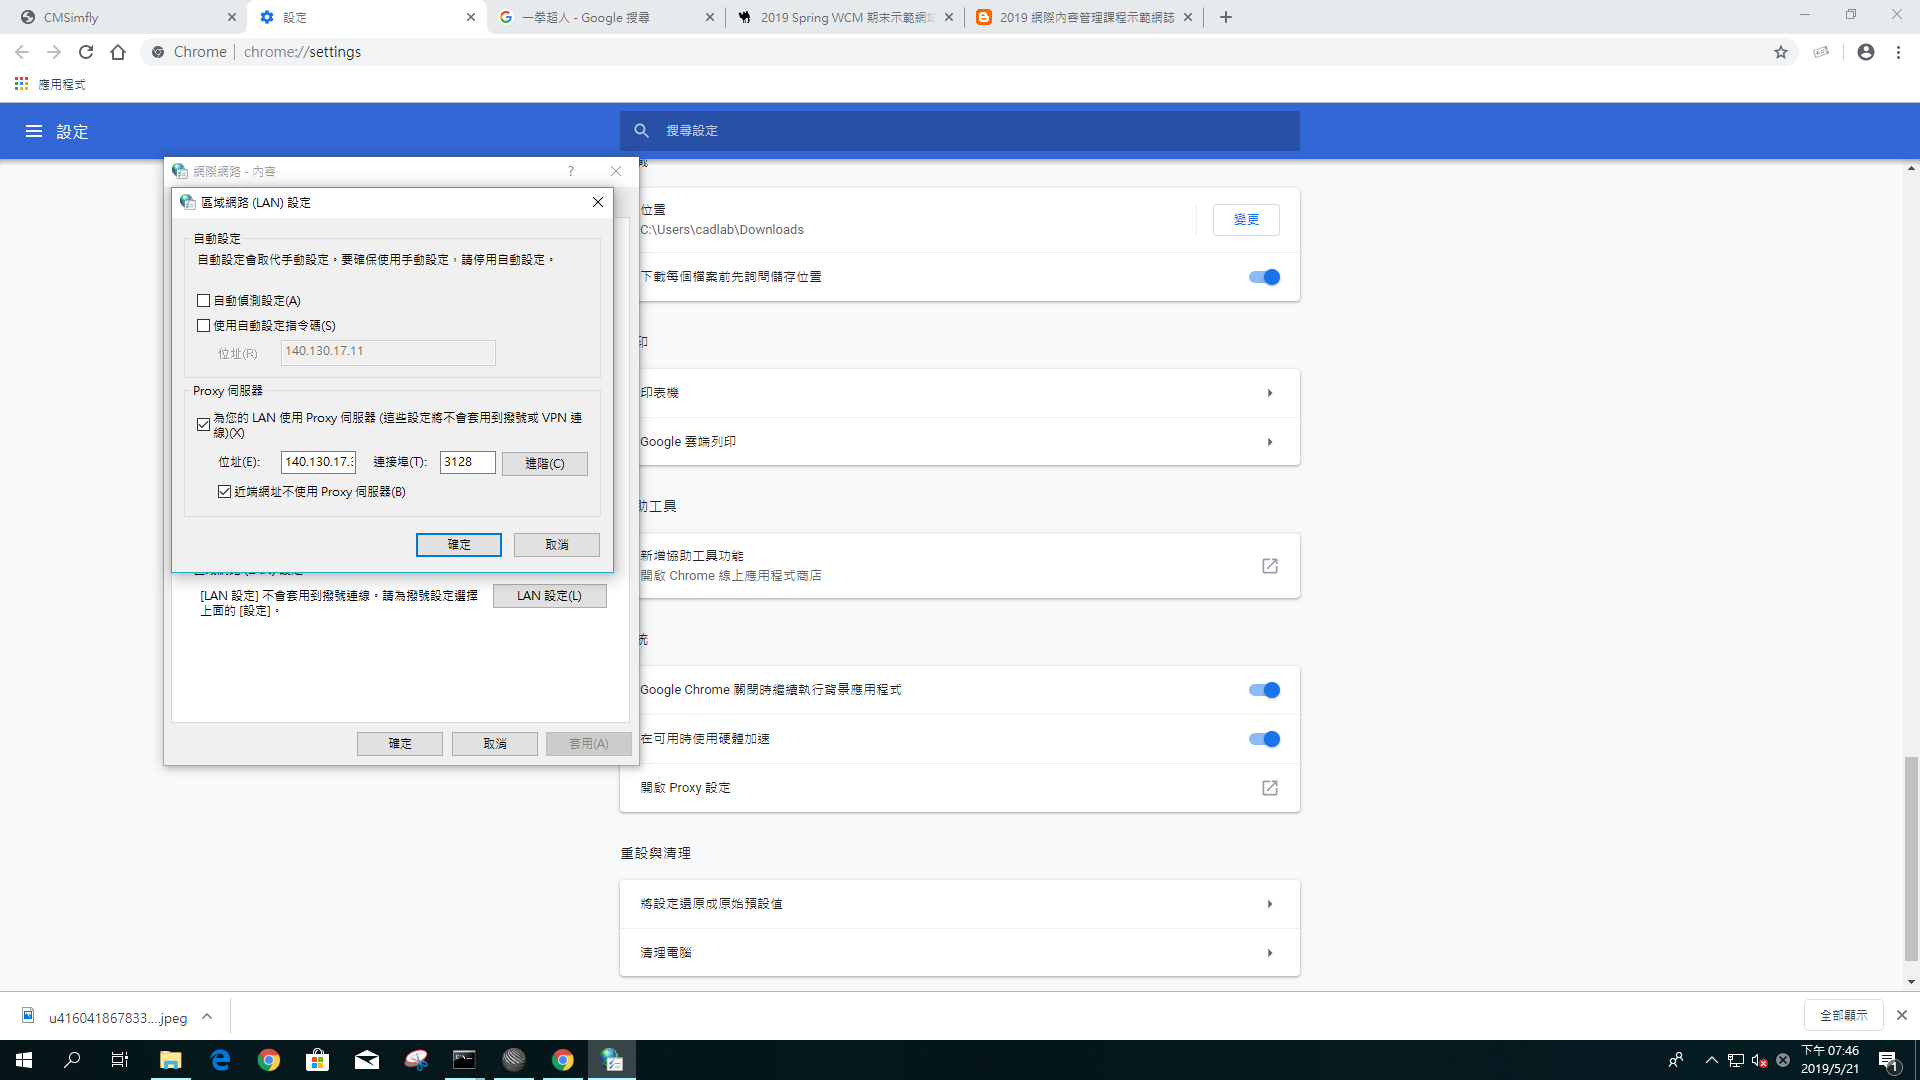 CMSimfly
設定
一拳超人 - Google 搜尋
2019 Spring WCM 期末示範網站
2019 網際內容管理課程示範網誌
Chrome
chrome://settings
應用程式
設定
搜尋設定
網際網路 - 內容
?
區域網路 (LAN) 設定
自動設定
自動設定會取代手動設定。要確保使用手動設定，請停用自動設定。
自動偵測設定(A)
使用自動設定指令碼(S)
位址(R)
140.130.17.11
Proxy 伺服器
為您的 LAN 使用 Proxy 伺服器 (這些設定將不會套用到撥號或 VPN 連
線)(X)
位址(E):
140.130.17.3
連接埠(T):
3128
進階(C)
近端網址不使用 Proxy 伺服器(B)
確定
取消
[LAN 設定] 不會套用到撥號連線。請為撥號設定選擇
上面的 [設定]。
LAN 設定(L)
確定
取消
套用(A)
位置
C:\Users\cadlab\Downloads
變更
下載每個檔案前先詢問儲存位置
印
印表機
Google 雲端列印
助工具
新增協助工具功能
開啟 Chrome 線上應用程式商店
統
Google Chrome 關閉時繼續執行背景應用程式
在可用時使用硬體加速
開啟 Proxy 設定
重設與清理
將設定還原成原始預設值
清理電腦
u416041867833....jpeg
全部顯示
下午 07:46
2019/5/21
1